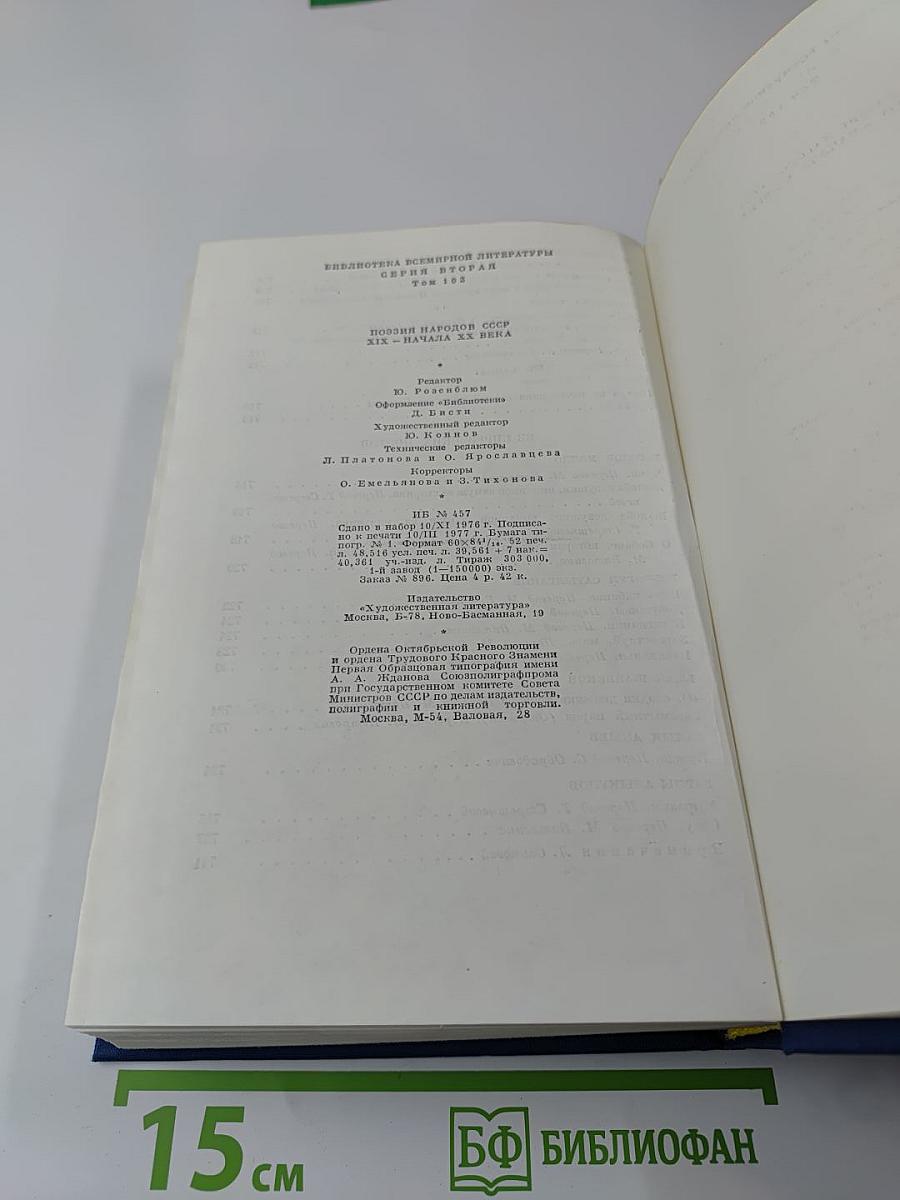 БИБЛИОТЕКА ВСЕМИРНОЙ ЛИТЕРАТУРЫ
СЕРИЯ ВТОРАЯ
Том 102
ПОЭЗИЯ НАРОДОВ СССР
XIX — НАЧАЛА XX ВЕКА
*
Редактор
Ю. Розенблюм
Оформление «Библиотеки»
Д. Бисти
Художественный редактор
Ю. Коннов
Технические редакторы
Л. Платонова и О. Ярославцева
Корректоры
О. Емельянова и З. Тихонова
*
ИБ № 457
Сдано в набор 10/XI 1976 г. Подписа-
но к печати 10/III 1977 г. Бумага ти-
погр. № 1. Формат 60×84 1/16. 52 печ.
л. 48,516 усл. печ. л. 39,561 + 7 нак.=
40,361 уч.-изд. л. Тираж 303 000,
1-й завод (1—150000) экз.
Заказ № 896. Цена 4 р. 42 к.
Издательство
«Художественная литература»
Москва, Б-78, Ново-Басманная, 19
*
Ордена Октябрьской Революции
и ордена Трудового Красного Знамени
Первая Образцовая типография имени
А. А. Жданова Союзполиграфпрома
при Государственном комитете Совета
Министров СССР по делам издательств,
полиграфии и книжной торговли.
Москва, М-54, Валовая, 28
15 см
БФ БИБЛИОФАН